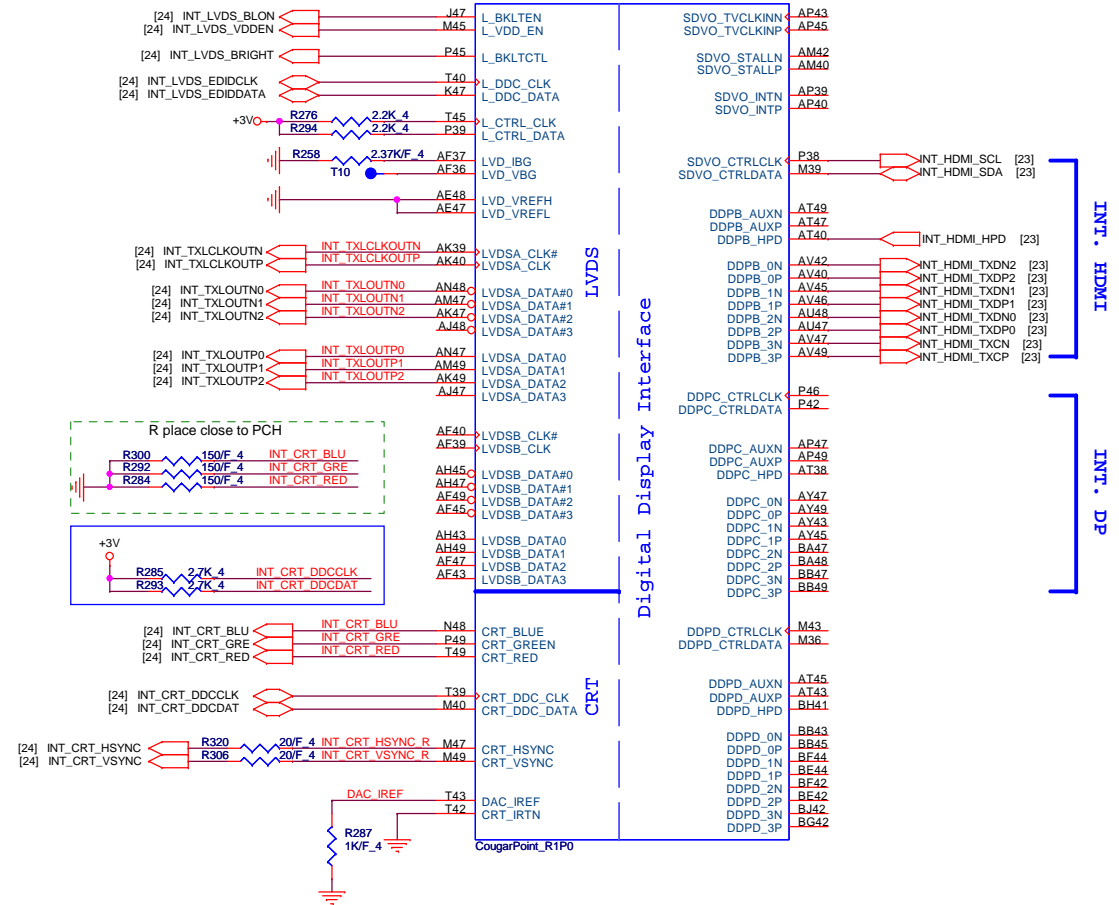 [24] INT_LVDS_BLON J47 L_BKLTEN
[24] INT_LVDS_VDDEN M45 L_VDD_EN
[24] INT_LVDS_BRIGHT P45 L_BKLTCTL
[24] INT_LVDS_EDIDCLK T40 L_DDC_CLK
[24] INT_LVDS_EDIDDATA K47 L_DDC_DATA
+3V R276 2.2K_4 T45 L_CTRL_CLK
R294 2.2K_4 P39 L_CTRL_DATA
R258 2.37K/F_4 AF37 LVD_IBG
T10 AF36 LVD_VBG
AE48 LVD_VREFH
AE47 LVD_VREFL
[24] INT_TXLCLKOUTN INT_TXLCLKOUTN AK39 LVDSA_CLK#
[24] INT_TXLCLKOUTP INT_TXLCLKOUTP AK40 LVDSA_CLK
[24] INT_TXLOUTN0 INT_TXLOUTN0 AN48 LVDSA_DATA#0
[24] INT_TXLOUTN1 INT_TXLOUTN1 AM47 LVDSA_DATA#1
[24] INT_TXLOUTN2 INT_TXLOUTN2 AK47 LVDSA_DATA#2
AJ48 LVDSA_DATA#3
[24] INT_TXLOUTP0 INT_TXLOUTP0 AN47 LVDSA_DATA0
[24] INT_TXLOUTP1 INT_TXLOUTP1 AM49 LVDSA_DATA1
[24] INT_TXLOUTP2 INT_TXLOUTP2 AK49 LVDSA_DATA2
AJ47 LVDSA_DATA3
AF40 LVDSB_CLK#
AF39 LVDSB_CLK
AH45 LVDSB_DATA#0
AH47 LVDSB_DATA#1
AF49 LVDSB_DATA#2
AF45 LVDSB_DATA#3
AH43 LVDSB_DATA0
AH49 LVDSB_DATA1
AF47 LVDSB_DATA2
AF43 LVDSB_DATA3
LVDS
R place close to PCH
R300 150/F_4 INT_CRT_BLU
R292 150/F_4 INT_CRT_GRE
R284 150/F_4 INT_CRT_RED
+3V
R285 2.7K_4 INT_CRT_DDCCLK
R293 2.7K_4 INT_CRT_DDCDAT
[24] INT_CRT_BLU INT_CRT_BLU N48 CRT_BLUE
[24] INT_CRT_GRE INT_CRT_GRE P49 CRT_GREEN
[24] INT_CRT_RED INT_CRT_RED T49 CRT_RED
[24] INT_CRT_DDCCLK T39 CRT_DDC_CLK
[24] INT_CRT_DDCDAT M40 CRT_DDC_DATA
[24] INT_CRT_HSYNC R320 20/F_4 INT_CRT_HSYNC_R M47 CRT_HSYNC
[24] INT_CRT_VSYNC R306 20/F_4 INT_CRT_VSYNC_R M49 CRT_VSYNC
DAC_IREF T43 DAC_IREF
T42 CRT_IRTN
R287
1K/F_4
CRT
CougarPoint_R1P0
Digital Display Interface
SDVO_TVCLKINN AP43
SDVO_TVCLKINP AP45
SDVO_STALLN AM42
SDVO_STALLP AM40
SDVO_INTN AP39
SDVO_INTP AP40
SDVO_CTRLCLK P38 INT_HDMI_SCL [23]
SDVO_CTRLDATA M39 INT_HDMI_SDA [23]
DDPB_AUXN AT49
DDPB_AUXP AT47
DDPB_HPD AT40 INT_HDMI_HPD [23]
DDPB_0N AV42 INT_HDMI_TXDN2 [23]
DDPB_0P AV40 INT_HDMI_TXDP2 [23]
DDPB_1N AV45 INT_HDMI_TXDN1 [23]
DDPB_1P AV46 INT_HDMI_TXDP1 [23]
DDPB_2N AU48 INT_HDMI_TXDN0 [23]
DDPB_2P AU47 INT_HDMI_TXDP0 [23]
DDPB_3N AV47 INT_HDMI_TXCN [23]
DDPB_3P AV49 INT_HDMI_TXCP [23]
INT. HDMI
DDPC_CTRLCLK P46
DDPC_CTRLDATA P42
DDPC_AUXN AP47
DDPC_AUXP AP49
DDPC_HPD AT38
DDPC_0N AY47
DDPC_0P AY49
DDPC_1N AY43
DDPC_1P AY45
DDPC_2N BA47
DDPC_2P BA48
DDPC_3N BB47
DDPC_3P BB49
INT. DP
DDPD_CTRLCLK M43
DDPD_CTRLDATA M36
DDPD_AUXN AT45
DDPD_AUXP AT43
DDPD_HPD BH41
DDPD_0N BB43
DDPD_0P BB45
DDPD_1N BF44
DDPD_1P BE44
DDPD_2N BF42
DDPD_2P BE42
DDPD_3N BJ42
DDPD_3P BG42